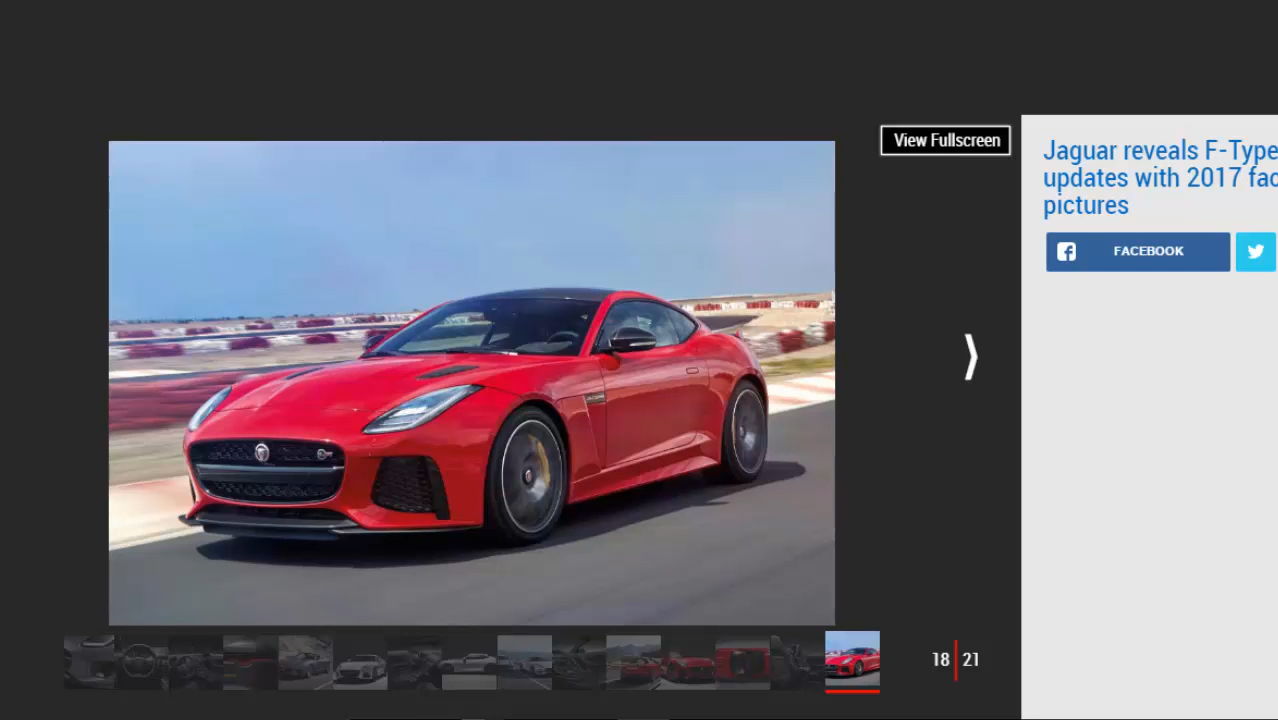 View Fullscreen
Jaguar reveals F-Type
updates with 2017 fac
pictures
FACEBOOK
18 21